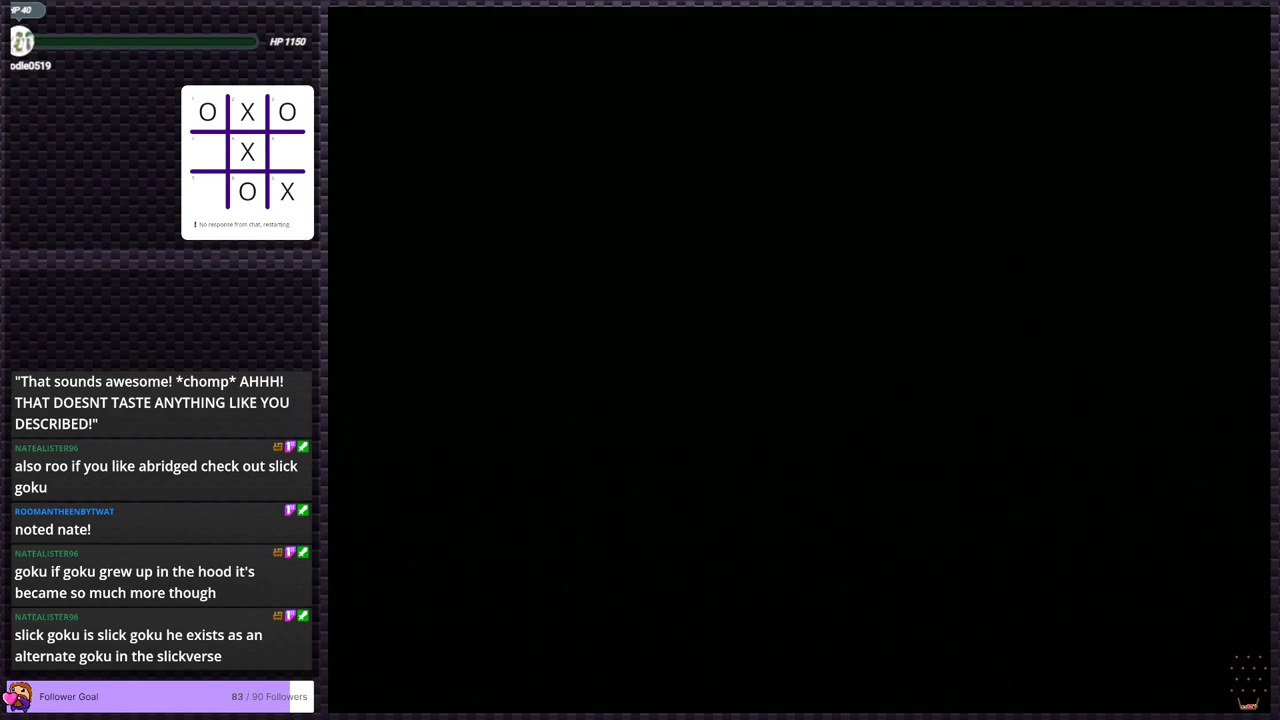 HP 40
HP 1150
odle0519
O X O
X
O X
! No response from chat, restarting.
"That sounds awesome! *chomp* AHHH!
THAT DOESNT TASTE ANYTHING LIKE YOU
DESCRIBED!"
NATEALISTER96
also roo if you like abridged check out slick
goku
ROOMANTHEENBYTWAT
noted nate!
NATEALISTER96
goku if goku grew up in the hood it's
became so much more though
NATEALISTER96
slick goku is slick goku he exists as an
alternate goku in the slickverse
Follower Goal
83 / 90 Followers